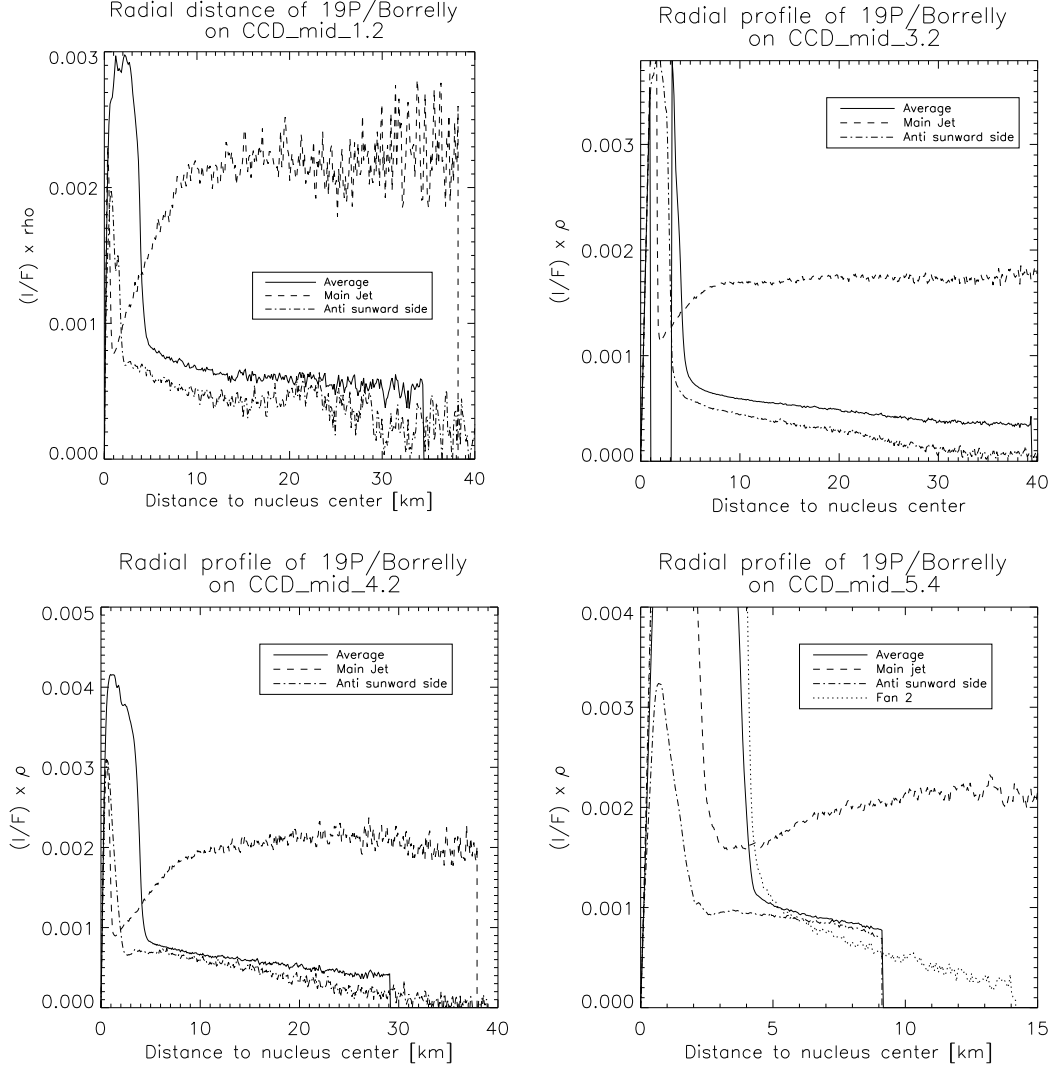 Radial distance of 19P/Borrelly
on CCD_mid_1.2
0.003
0.002
0.001
0.000
(I/F) x rho
Average
Main Jet
Anti sunward side
0 10 20 30 40
Distance to nucleus center [km]
Radial profile of 19P/Borrelly
on CCD_mid_3.2
0.003
0.002
0.001
0.000
(I/F) x ρ
Average
Main Jet
Anti sunward side
0 10 20 30 40
Distance to nucleus center
Radial profile of 19P/Borrelly
on CCD_mid_4.2
0.005
0.004
0.003
0.002
0.001
0.000
(I/F) x ρ
Average
Main Jet
Anti sunward side
0 10 20 30 40
Distance to nucleus center [km]
Radial profile of 19P/Borrelly
on CCD_mid_5.4
0.004
0.003
0.002
0.001
0.000
(I/F) x ρ
Average
Main jet
Anti sunward side
Fan 2
0 5 10 15
Distance to nucleus center [km]